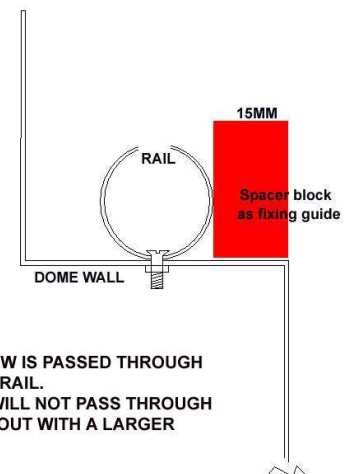 15MM
RAIL
Spacer block
as fixing guide
DOME WALL
W IS PASSED THROUGH
RAIL.
WILL NOT PASS THROUGH
OUT WITH A LARGER